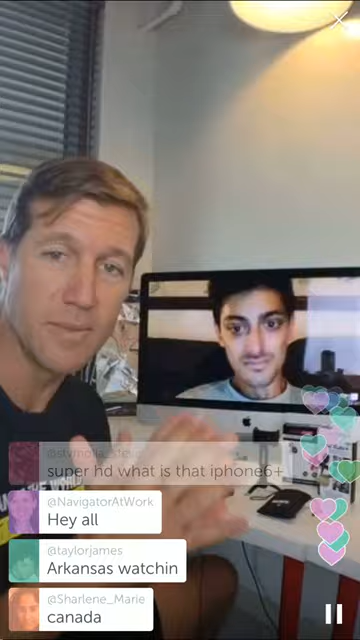 super hd what is that iphone6+
@NavigatorAtWork
Hey all
@taylorjames
Arkansas watchin
@Sharlene_Marie
canada